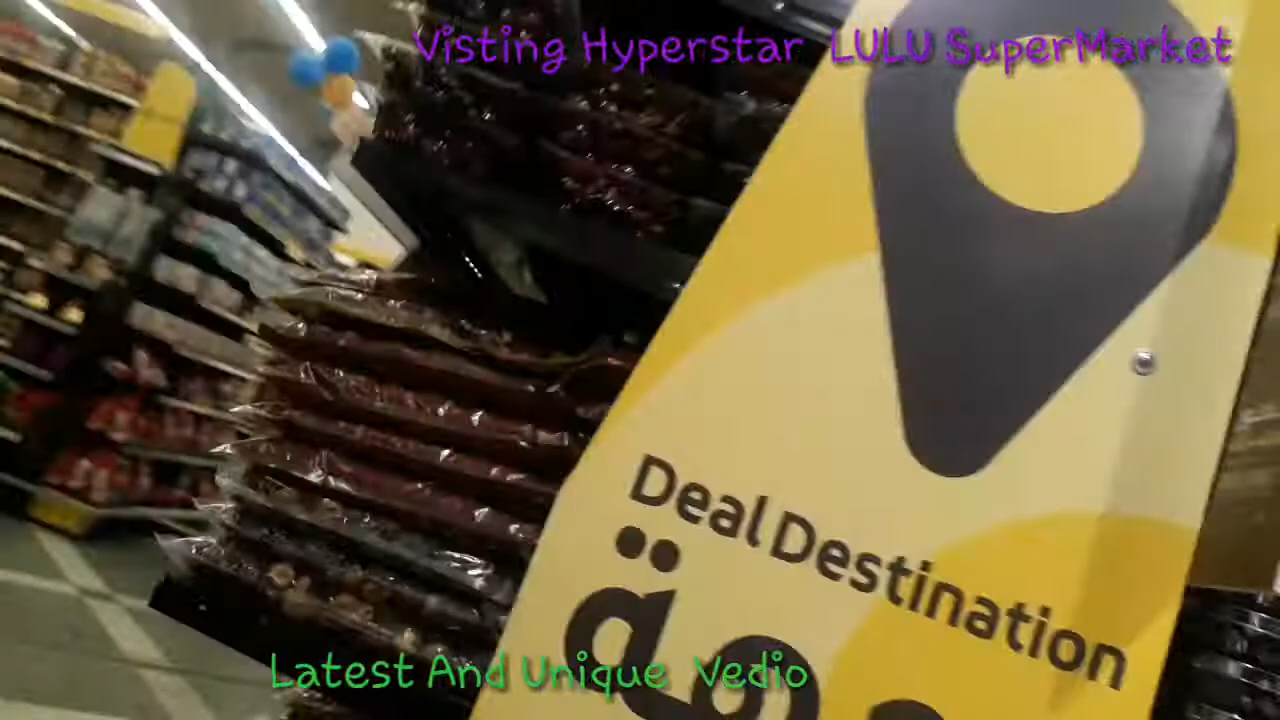 Visting Hyperstar LULU SuperMarket
Deal Destination
Latest And Unique Vedio